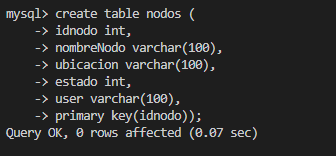 mysql> create table nodos (
    -> idnodo int,
    -> nombreNodo varchar(100),
    -> ubicacion varchar(100),
    -> estado int,
    -> user varchar(100),
    -> primary key(idnodo));
Query OK, 0 rows affected (0.07 sec)